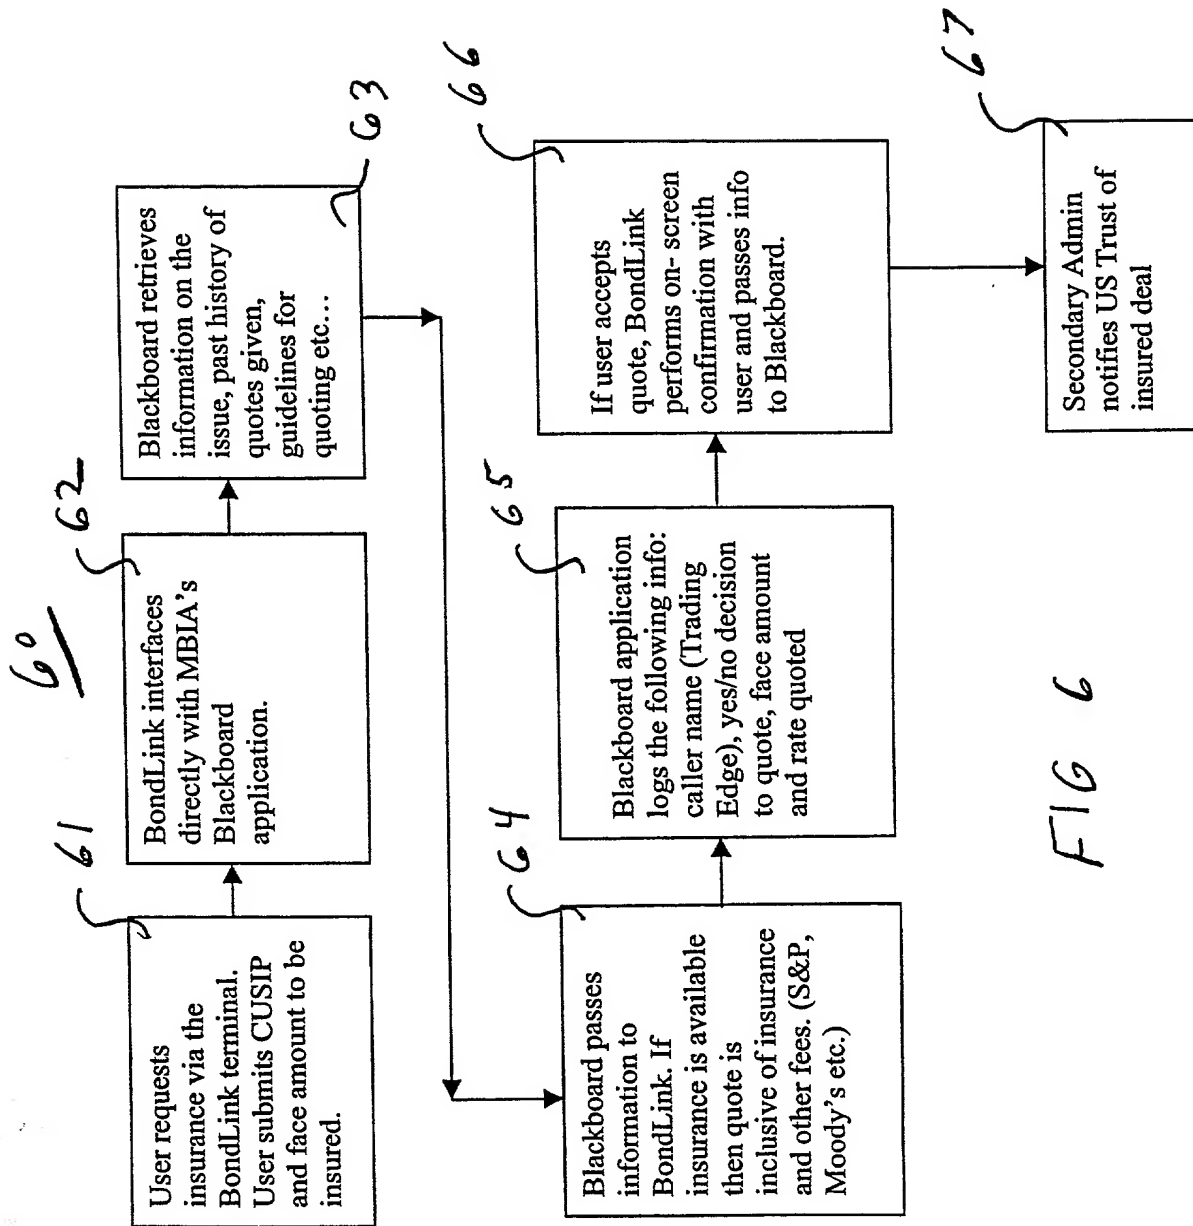 60
61
User requests
insurance via the
BondLink terminal.
User submits CUSIP
and face amount to be
insured.
62
BondLink interfaces
directly with MBIA's
Blackboard
application.
63
Blackboard retrieves
information on the
issue, past history of
quotes given,
guidelines for
quoting etc...
64
Blackboard passes
information to
BondLink. If
insurance is available
then quote is
inclusive of insurance
and other fees. (S&P,
Moody's etc.)
65
Blackboard application
logs the following info:
caller name (Trading
Edge), yes/no decision
to quote, face amount
and rate quoted
66
If user accepts
quote, BondLink
performs on- screen
confirmation with
user and passes info
to Blackboard.
67
Secondary Admin
notifies US Trust of
insured deal
FIG 6